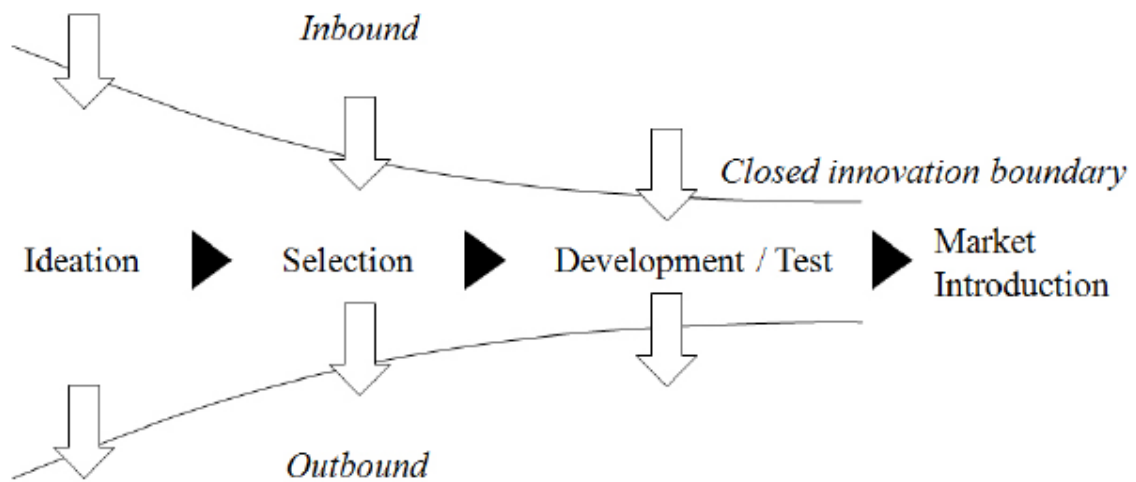 Inbound
Closed innovation boundary
Ideation
Selection
Development / Test
Market
Introduction
Outbound